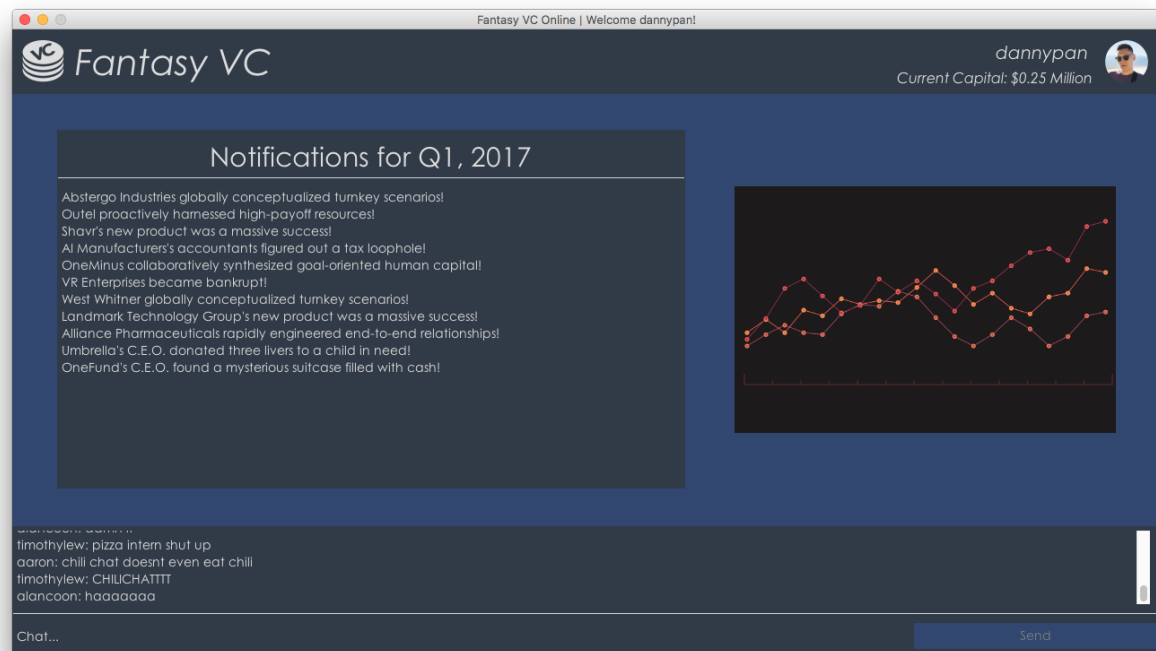 Fantasy VC Online | Welcome dannypan!
VC
Fantasy VC
dannypan
Current Capital: $0.25 Million
Notifications for Q1, 2017
Abstergo Industries globally conceptualized turnkey scenarios!
Outel proactively harnessed high-payoff resources!
Shavr's new product was a massive success!
AI Manufacturers's accountants figured out a tax loophole!
OneMinus collaboratively synthesized goal-oriented human capital!
VR Enterprises became bankrupt!
West Whitner globally conceptualized turnkey scenarios!
Landmark Technology Group's new product was a massive success!
Alliance Pharmaceuticals rapidly engineered end-to-end relationships!
Umbrella's C.E.O. donated three livers to a child in need!
OneFund's C.E.O. found a mysterious suitcase filled with cash!
timothylew: pizza intern shut up
aaron: chili chat doesnt even eat chili
timothylew: CHILICHATTTT
alancoon: haaaaaaa
Chat...
Send